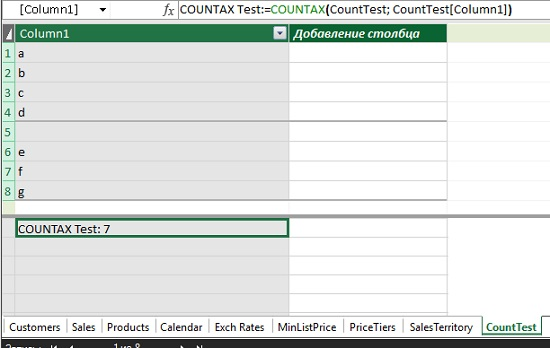 [Column1] fx COUNTAX Test:=COUNTAX(CountTest; CountTest[Column1])
Column1 Добавление столбца
1 a
2 b
3 c
4 d
5
6 e
7 f
8 g
COUNTAX Test: 7
Customers Sales Products Calendar Exch Rates MinListPrice PriceTiers SalesTerritory CountTest